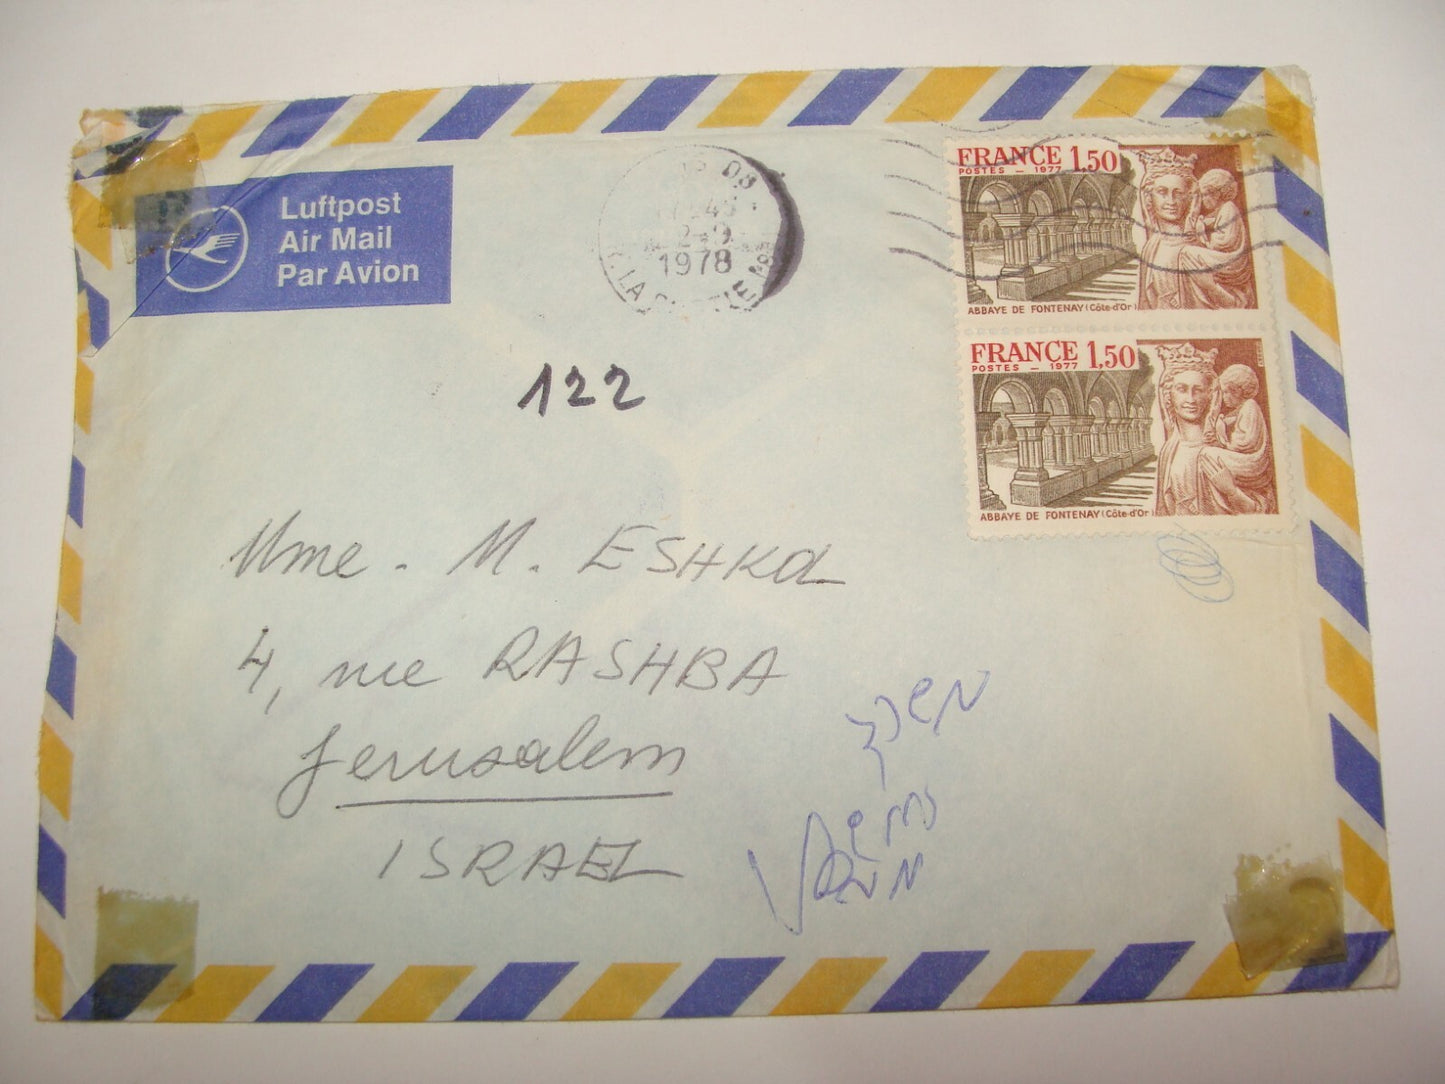 Luftpost
Air Mail
Par Avion
1978
FRANCE 1,50
POSTES - 1977
ABBAYE DE FONTENAY (Côte-d'Or)
FRANCE 1,50
POSTES - 1977
ABBAYE DE FONTENAY (Côte-d'Or)
122
Mme. M. ESHKOL
4, rue RASHBA
Jerusalem
ISRAEL